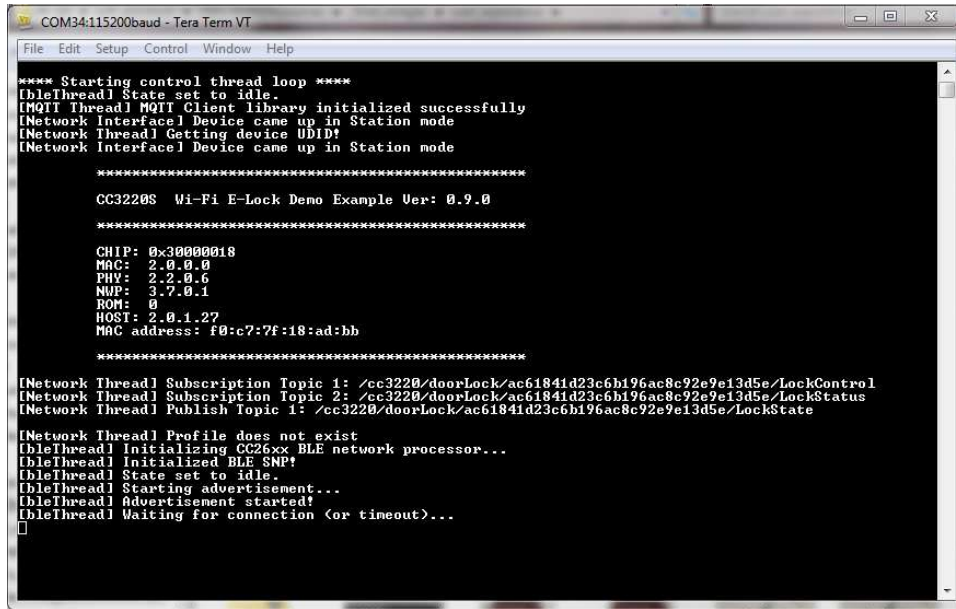 COM34:115200baud - Tera Term VT
File Edit Setup Control Window Help
**** Starting control thread loop ****
[bleThread] State set to idle.
[MQTT Thread] MQTT Client library initialized successfully
[Network Interface] Device came up in Station mode
[Network Thread] Getting device UDID!
[Network Interface] Device came up in Station mode
*************************************************
CC3220S Wi-Fi E-Lock Demo Example Ver: 0.9.0
*************************************************
CHIP: 0x30000018
MAC: 2.0.0.0
PHY: 2.2.0.6
NWP: 3.7.0.1
ROM: 0
HOST: 2.0.1.27
MAC address: f0:c7:7f:18:ad:bb
*************************************************
[Network Thread] Subscription Topic 1: /cc3220/doorLock/ac61841d23c6b196ac8c92e9e13d5e/LockControl
[Network Thread] Subscription Topic 2: /cc3220/doorLock/ac61841d23c6b196ac8c92e9e13d5e/LockStatus
[Network Thread] Publish Topic 1: /cc3220/doorLock/ac61841d23c6b196ac8c92e9e13d5e/LockState
[Network Thread] Profile does not exist
[bleThread] Initializing CC26xx BLE network processor...
[bleThread] Initialized BLE SNP!
[bleThread] State set to idle.
[bleThread] Starting advertisement...
[bleThread] Advertisement started!
[bleThread] Waiting for connection (or timeout)...